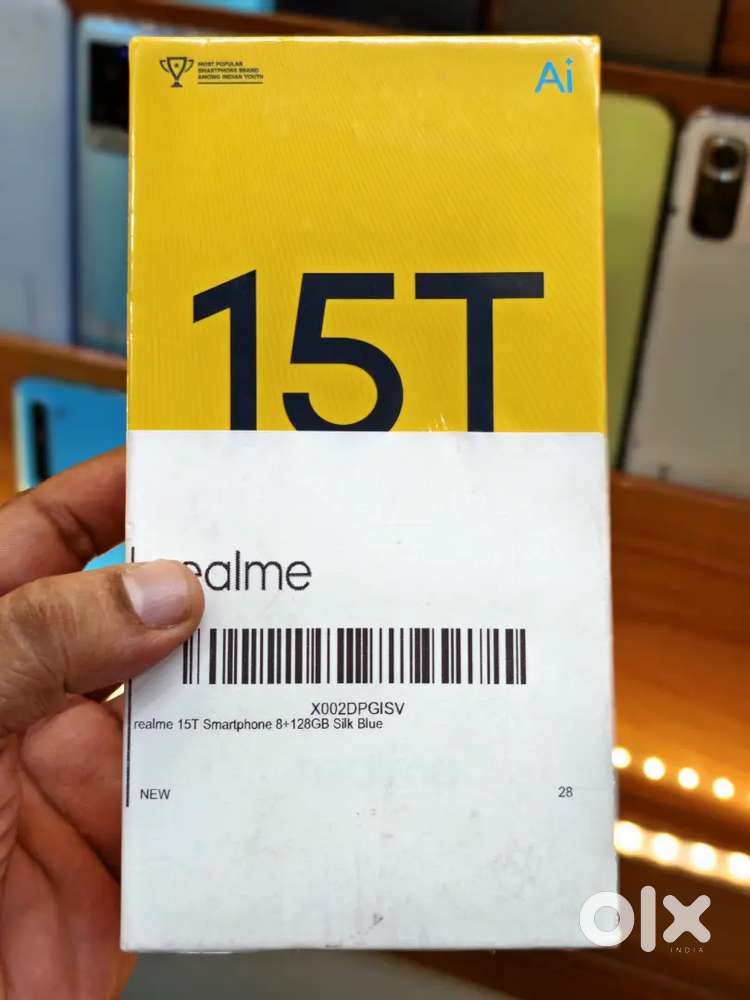 MOST POPULAR
SMARTPHONE BRAND
AMONG INDIAN YOUTH
Ai
15T
realme
X002DPGISV
realme 15T Smartphone 8+128GB Silk Blue
NEW
28
olx
INDIA